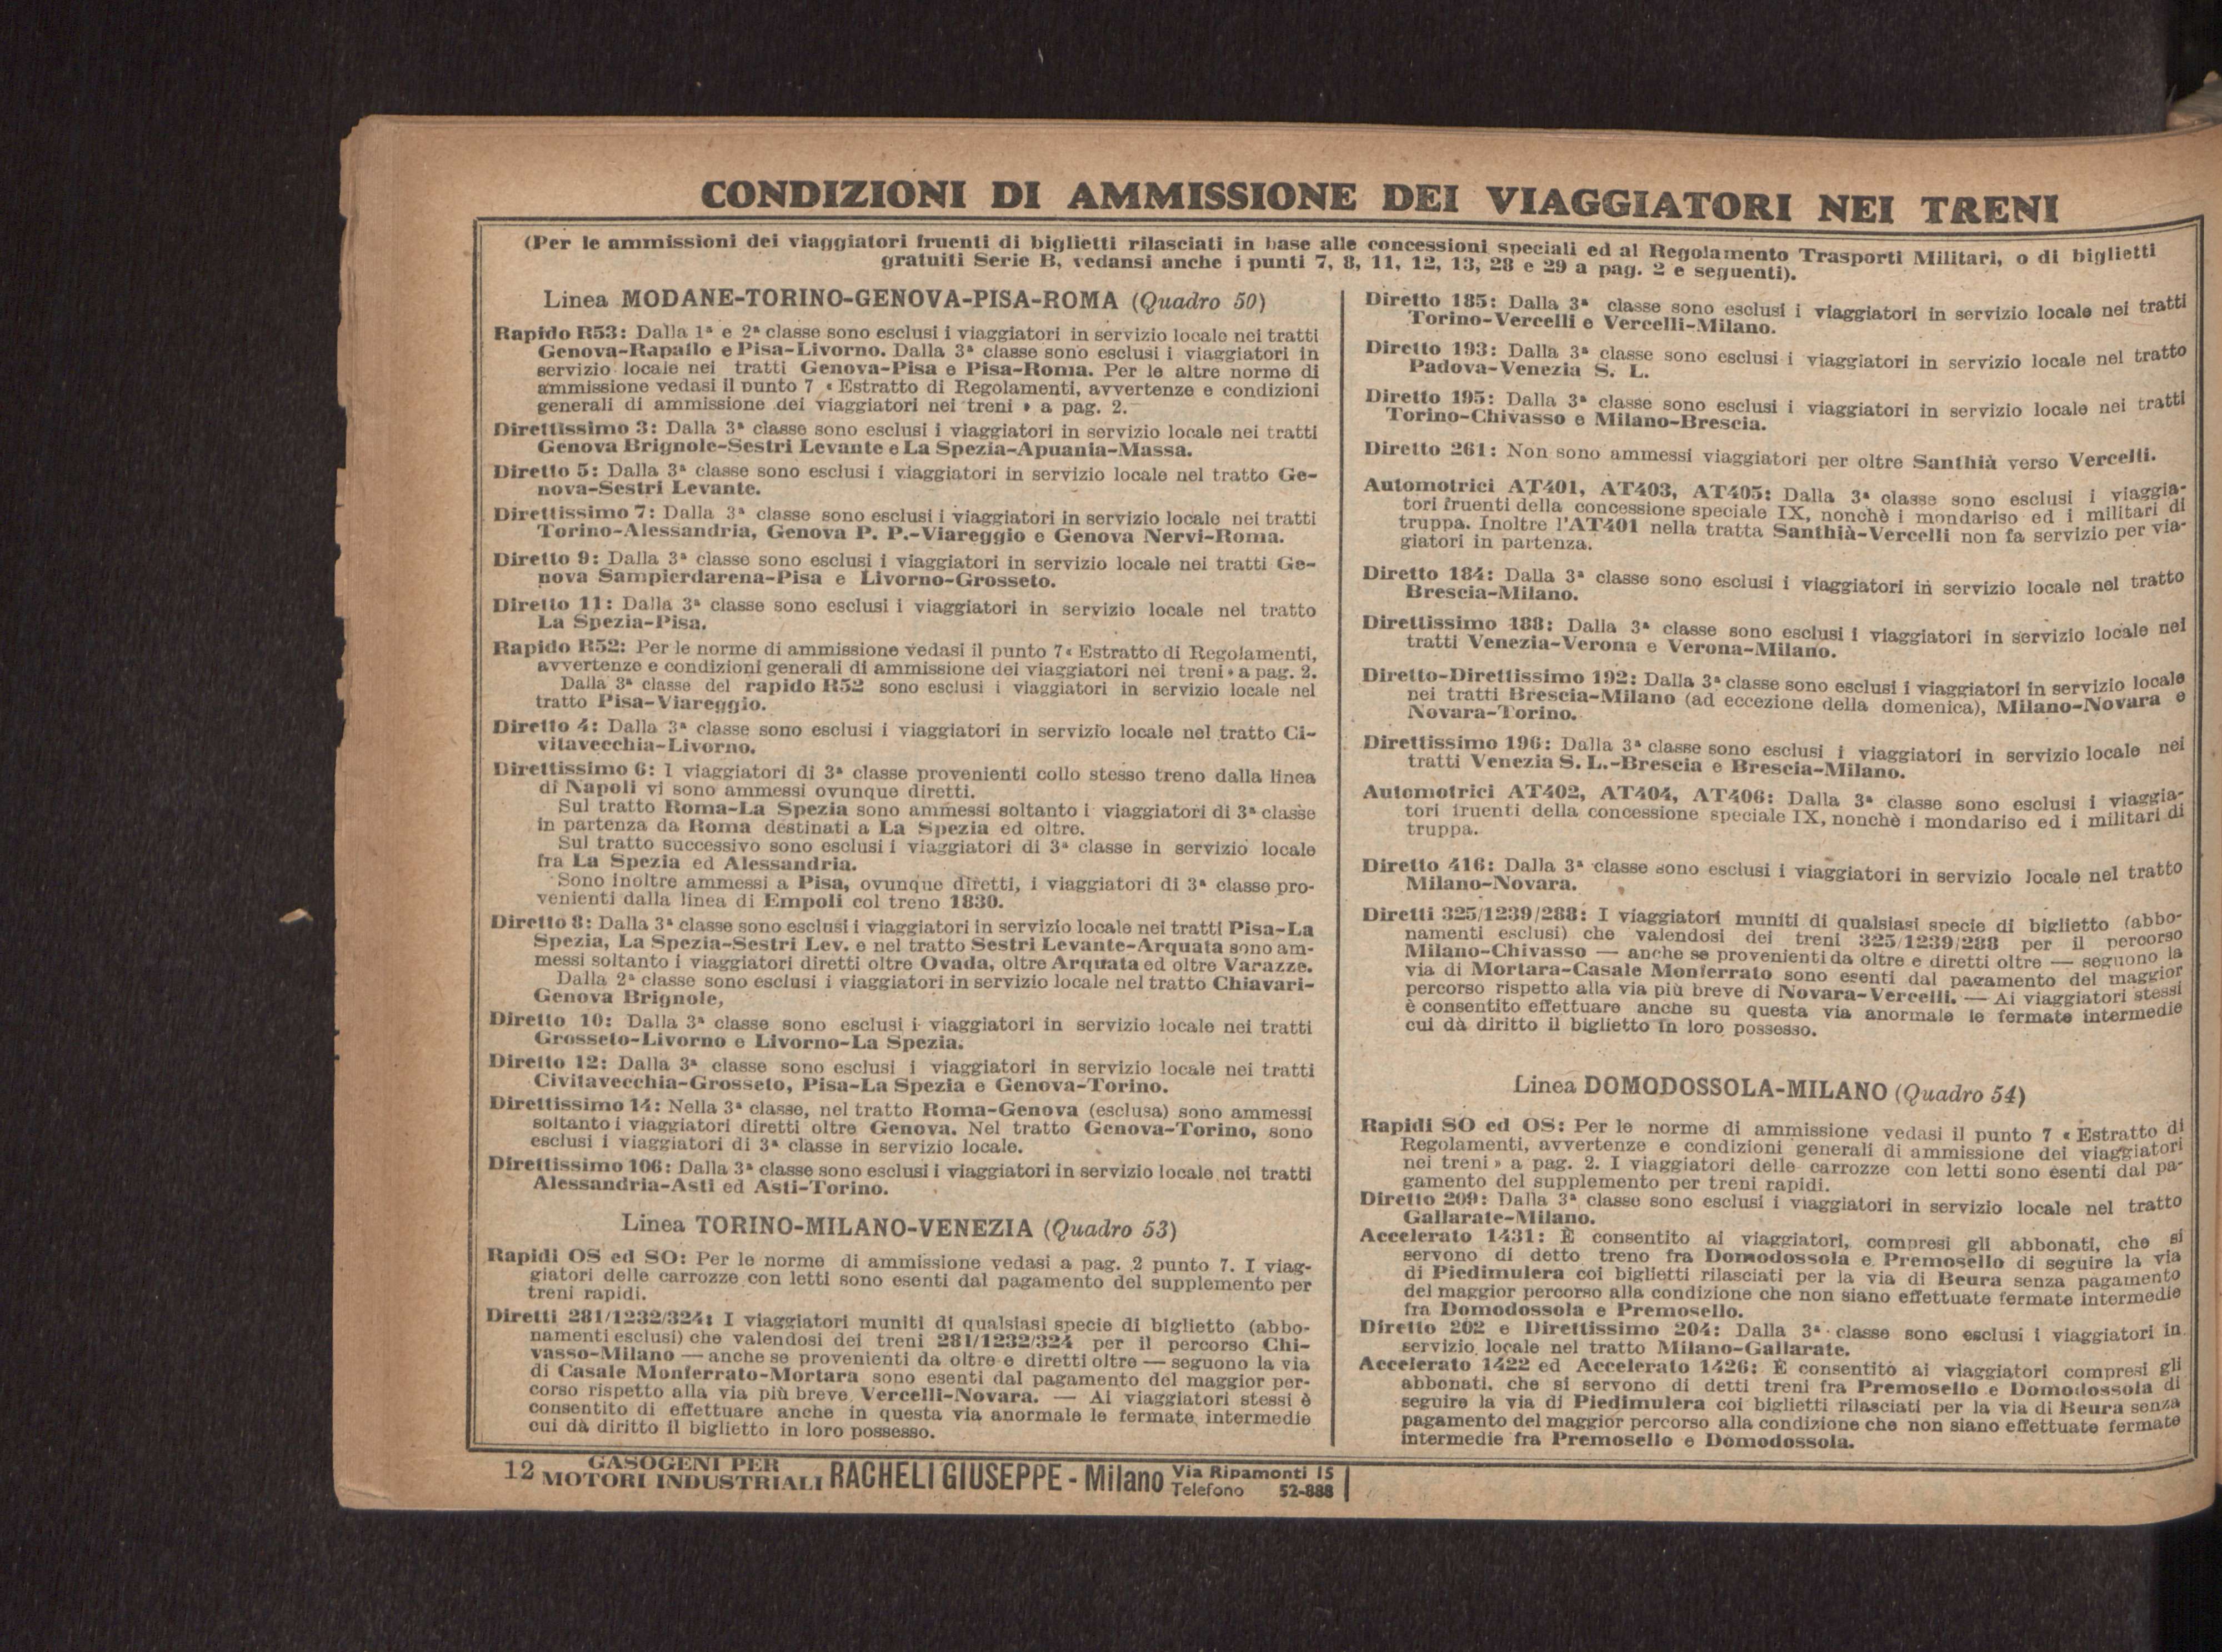 CONDIZIONI DI AMMISSIONE DEI VIAGGIATORI NEI TRENI
(Per le ammissioni dei viaggiatori fruenti di biglietti rilasciati in base alle concessioni speciali ed al Regolamento Trasporti Militari, o di biglietti
gratuiti Serie B, vedansi anche i punti 7, 8, 11, 12, 13, 28 e 29 a pag. 2 e seguenti).
Linea MODANE-TORINO-GENOVA-PISA-ROMA (Quadro 50)
Rapido R53: Dalla 1ª e 2ª classe sono esclusi i viaggiatori in servizio locale nei tratti
Genova-Rapallo e Pisa-Livorno. Dalla 3ª classe sono esclusi i viaggiatori in
servizio locale nei tratti Genova-Pisa e Pisa-Roma. Per le altre norme di
ammissione vedasi il punto 7 « Estratto di Regolamenti, avvertenze e condizioni
generali di ammissione dei viaggiatori nei treni » a pag. 2.
Direttissimo 3: Dalla 3ª classe sono esclusi i viaggiatori in servizio locale nei tratti
Genova Brignole-Sestri Levante e La Spezia-Apuania-Massa.
Diretto 5: Dalla 3ª classe sono esclusi i viaggiatori in servizio locale nel tratto Ge-
nova-Sestri Levante.
Direttissimo 7: Dalla 3ª classe sono esclusi i viaggiatori in servizio locale nei tratti
Torino-Alessandria, Genova P. P.-Viareggio e Genova Nervi-Roma.
Diretto 9: Dalla 3ª classe sono esclusi i viaggiatori in servizio locale nei tratti Ge-
nova Sampierdarena-Pisa e Livorno-Grosseto.
Diretto 11: Dalla 3ª classe sono esclusi i viaggiatori in servizio locale nel tratto
La Spezia-Pisa.
Rapido R52: Per le norme di ammissione vedasi il punto 7 « Estratto di Regolamenti,
avvertenze e condizioni generali di ammissione dei viaggiatori nei treni » a pag. 2.
Dalla 3ª classe del rapido R52 sono esclusi i viaggiatori in servizio locale nel
tratto Pisa-Viareggio.
Diretto 4: Dalla 3ª classe sono esclusi i viaggiatori in servizio locale nel tratto Ci-
vitavecchia-Livorno.
Direttissimo 6: I viaggiatori di 3ª classe provenienti collo stesso treno dalla linea
di Napoli vi sono ammessi ovunque diretti.
Sul tratto Roma-La Spezia sono ammessi soltanto i viaggiatori di 3ª classe
in partenza da Roma destinati a La Spezia ed oltre.
Sul tratto successivo sono esclusi i viaggiatori di 3ª classe in servizio locale
fra La Spezia ed Alessandria.
Sono inoltre ammessi a Pisa, ovunque diretti, i viaggiatori di 3ª classe pro-
venienti dalla linea di Empoli col treno 1830.
Diretto 8: Dalla 3ª classe sono esclusi i viaggiatori in servizio locale nei tratti Pisa-La
Spezia, La Spezia-Sestri Lev. e nel tratto Sestri Levante-Arquata sono am-
messi soltanto i viaggiatori diretti oltre Ovada, oltre Arquata ed oltre Varazze.
Dalla 2ª classe sono esclusi i viaggiatori in servizio locale nel tratto Chiavari-
Genova Brignole,
Diretto 10: Dalla 3ª classe sono esclusi i viaggiatori in servizio locale nei tratti
Grosseto-Livorno e Livorno-La Spezia.
Diretto 12: Dalla 3ª classe sono esclusi i viaggiatori in servizio locale nei tratti
Civitavecchia-Grosseto, Pisa-La Spezia e Genova-Torino.
Direttissimo 14: Nella 3ª classe, nel tratto Roma-Genova (esclusa) sono ammessi
soltanto i viaggiatori diretti oltre Genova. Nel tratto Genova-Torino, sono
esclusi i viaggiatori di 3ª classe in servizio locale.
Direttissimo 106: Dalla 3ª classe sono esclusi i viaggiatori in servizio locale nei tratti
Alessandria-Asti ed Asti-Torino.
Linea TORINO-MILANO-VENEZIA (Quadro 53)
Rapidi OS ed SO: Per le norme di ammissione vedasi a pag. 2 punto 7. I viag-
giatori delle carrozze con letti sono esenti dal pagamento del supplemento per
treni rapidi.
Diretti 281/1232/324: I viaggiatori muniti di qualsiasi specie di biglietto (abbo-
namenti esclusi) che valendosi dei treni 281/1232/324 per il percorso Chi-
vasso-Milano — anche se provenienti da oltre e diretti oltre — seguono la via
di Casale Monferrato-Mortara sono esenti dal pagamento del maggior per-
corso rispetto alla via più breve Vercelli-Novara. — Ai viaggiatori stessi è
consentito di effettuare anche in questa via anormale le fermate intermedie
cui dà diritto il biglietto in loro possesso.
Diretto 185: Dalla 3ª classe sono esclusi i viaggiatori in servizio locale nei tratti
Torino-Vercelli e Vercelli-Milano.
Diretto 193: Dalla 3ª classe sono esclusi i viaggiatori in servizio locale nel tratto
Padova-Venezia S. L.
Diretto 195: Dalla 3ª classe sono esclusi i viaggiatori in servizio locale nei tratti
Torino-Chivasso e Milano-Brescia.
Diretto 261: Non sono ammessi viaggiatori per oltre Santhià verso Vercelli.
Automotrici AT401, AT403, AT405: Dalla 3ª classe sono esclusi i viaggia-
tori fruenti della concessione speciale IX, nonchè i mondariso ed i militari di
truppa. Inoltre l'AT401 nella tratta Santhià-Vercelli non fa servizio per via-
giatori in partenza.
Diretto 184: Dalla 3ª classe sono esclusi i viaggiatori in servizio locale nel tratto
Brescia-Milano.
Direttissimo 188: Dalla 3ª classe sono esclusi i viaggiatori in servizio locale nei
tratti Venezia-Verona e Verona-Milano.
Diretto-Direttissimo 192: Dalla 3ª classe sono esclusi i viaggiatori in servizio locale
nei tratti Brescia-Milano (ad eccezione della domenica), Milano-Novara e
Novara-Torino.
Direttissimo 196: Dalla 3ª classe sono esclusi i viaggiatori in servizio locale nei
tratti Venezia S. L.-Brescia e Brescia-Milano.
Automotrici AT402, AT404, AT406: Dalla 3ª classe sono esclusi i viaggia-
tori fruenti della concessione speciale IX, nonchè i mondariso ed i militari di
truppa.
Diretto 416: Dalla 3ª classe sono esclusi i viaggiatori in servizio locale nel tratto
Milano-Novara.
Diretti 325/1239/288: I viaggiatori muniti di qualsiasi specie di biglietto (abbo-
namenti esclusi) che valendosi dei treni 325/1239/288 per il percorso
Milano-Chivasso — anche se provenienti da oltre e diretti oltre — seguono la
via di Mortara-Casale Monferrato sono esenti dal pagamento del maggior
percorso rispetto alla via più breve di Novara-Vercelli. — Ai viaggiatori stessi
è consentito effettuare anche su questa via anormale le fermate intermedie
cui dà diritto il biglietto in loro possesso.
Linea DOMODOSSOLA-MILANO (Quadro 54)
Rapidi SO ed OS: Per le norme di ammissione vedasi il punto 7 « Estratto di
Regolamenti, avvertenze e condizioni generali di ammissione dei viaggiatori
nei treni » a pag. 2. I viaggiatori delle carrozze con letti sono esenti dal pa-
gamento del supplemento per treni rapidi.
Diretto 209: Dalla 3ª classe sono esclusi i viaggiatori in servizio locale nel tratto
Gallarate-Milano.
Accelerato 1431: È consentito ai viaggiatori, compresi gli abbonati, che si
servono di detto treno fra Domodossola e Premosello di seguire la via
di Piedimulera coi biglietti rilasciati per la via di Beura senza pagamento
del maggior percorso alla condizione che non siano effettuate fermate intermedie
fra Domodossola e Premosello.
Diretto 202 e Direttissimo 204: Dalla 3ª classe sono esclusi i viaggiatori in
servizio locale nel tratto Milano-Gallarate.
Accelerato 1422 ed Accelerato 1426: È consentito ai viaggiatori compresi gli
abbonati. che si servono di detti treni fra Premosello e Domodossola di
seguire la via di Piedimulera coi biglietti rilasciati per la via di Beura senza
pagamento del maggior percorso alla condizione che non siano effettuate fermate
intermedie fra Premosello e Domodossola.
12 GASOGENI PER MOTORI INDUSTRIALI RACHELI GIUSEPPE - Milano Via Ripamonti 15 Telefono 52-888